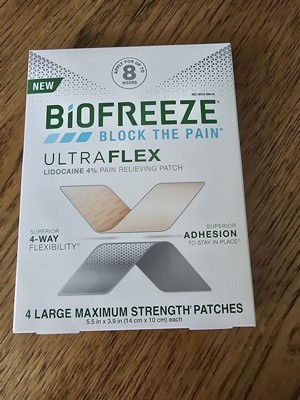 APPLY FOR UP TO
8
HOURS
NEW
BiOFREEZE®
BLOCK THE PAIN®
ULTRAFLEX
LIDOCAINE 4% PAIN RELIEVING PATCH
SUPERIOR
4-WAY
FLEXIBILITY†
SUPERIOR
ADHESION
TO STAY IN PLACE†
4 LARGE MAXIMUM STRENGTH* PATCHES
5.5 in x 3.9 in (14 cm x 10 cm) each